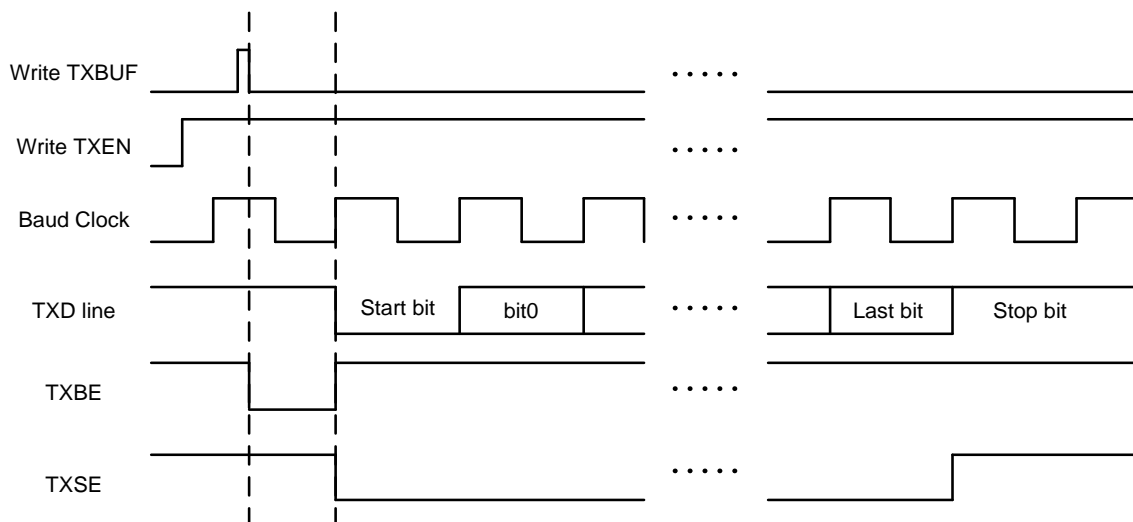 Write TXBUF
.....
Write TXEN
.....
Baud Clock
.....
TXD line
Start bit
bit0
.....
Last bit
Stop bit
TXBE
.....
TXSE
.....